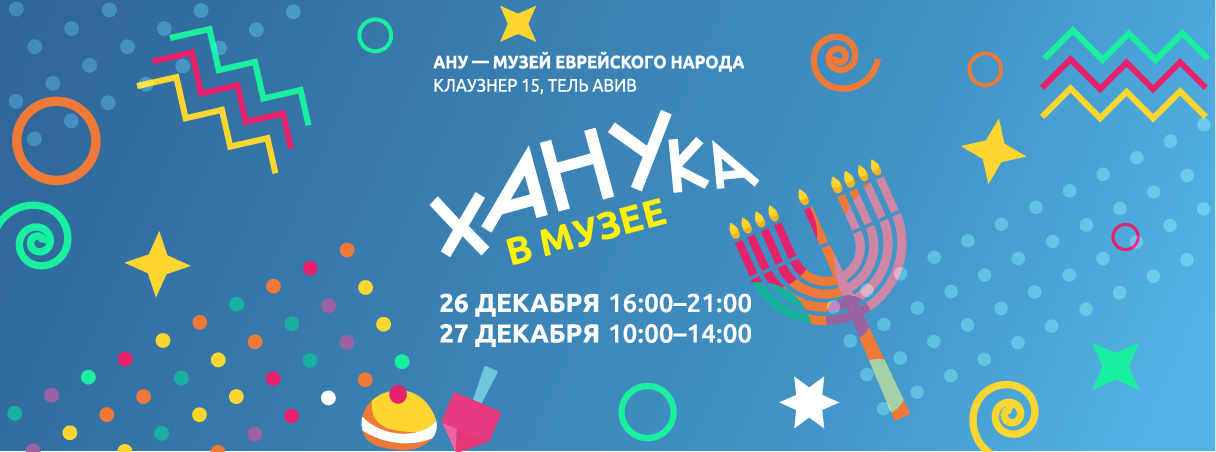 АНУ — МУЗЕЙ ЕВРЕЙСКОГО НАРОДА
КЛАУЗНЕР 15, ТЕЛЬ АВИВ
ХАНУКА
В МУЗЕЕ
26 ДЕКАБРЯ 16:00–21:00
27 ДЕКАБРЯ 10:00–14:00